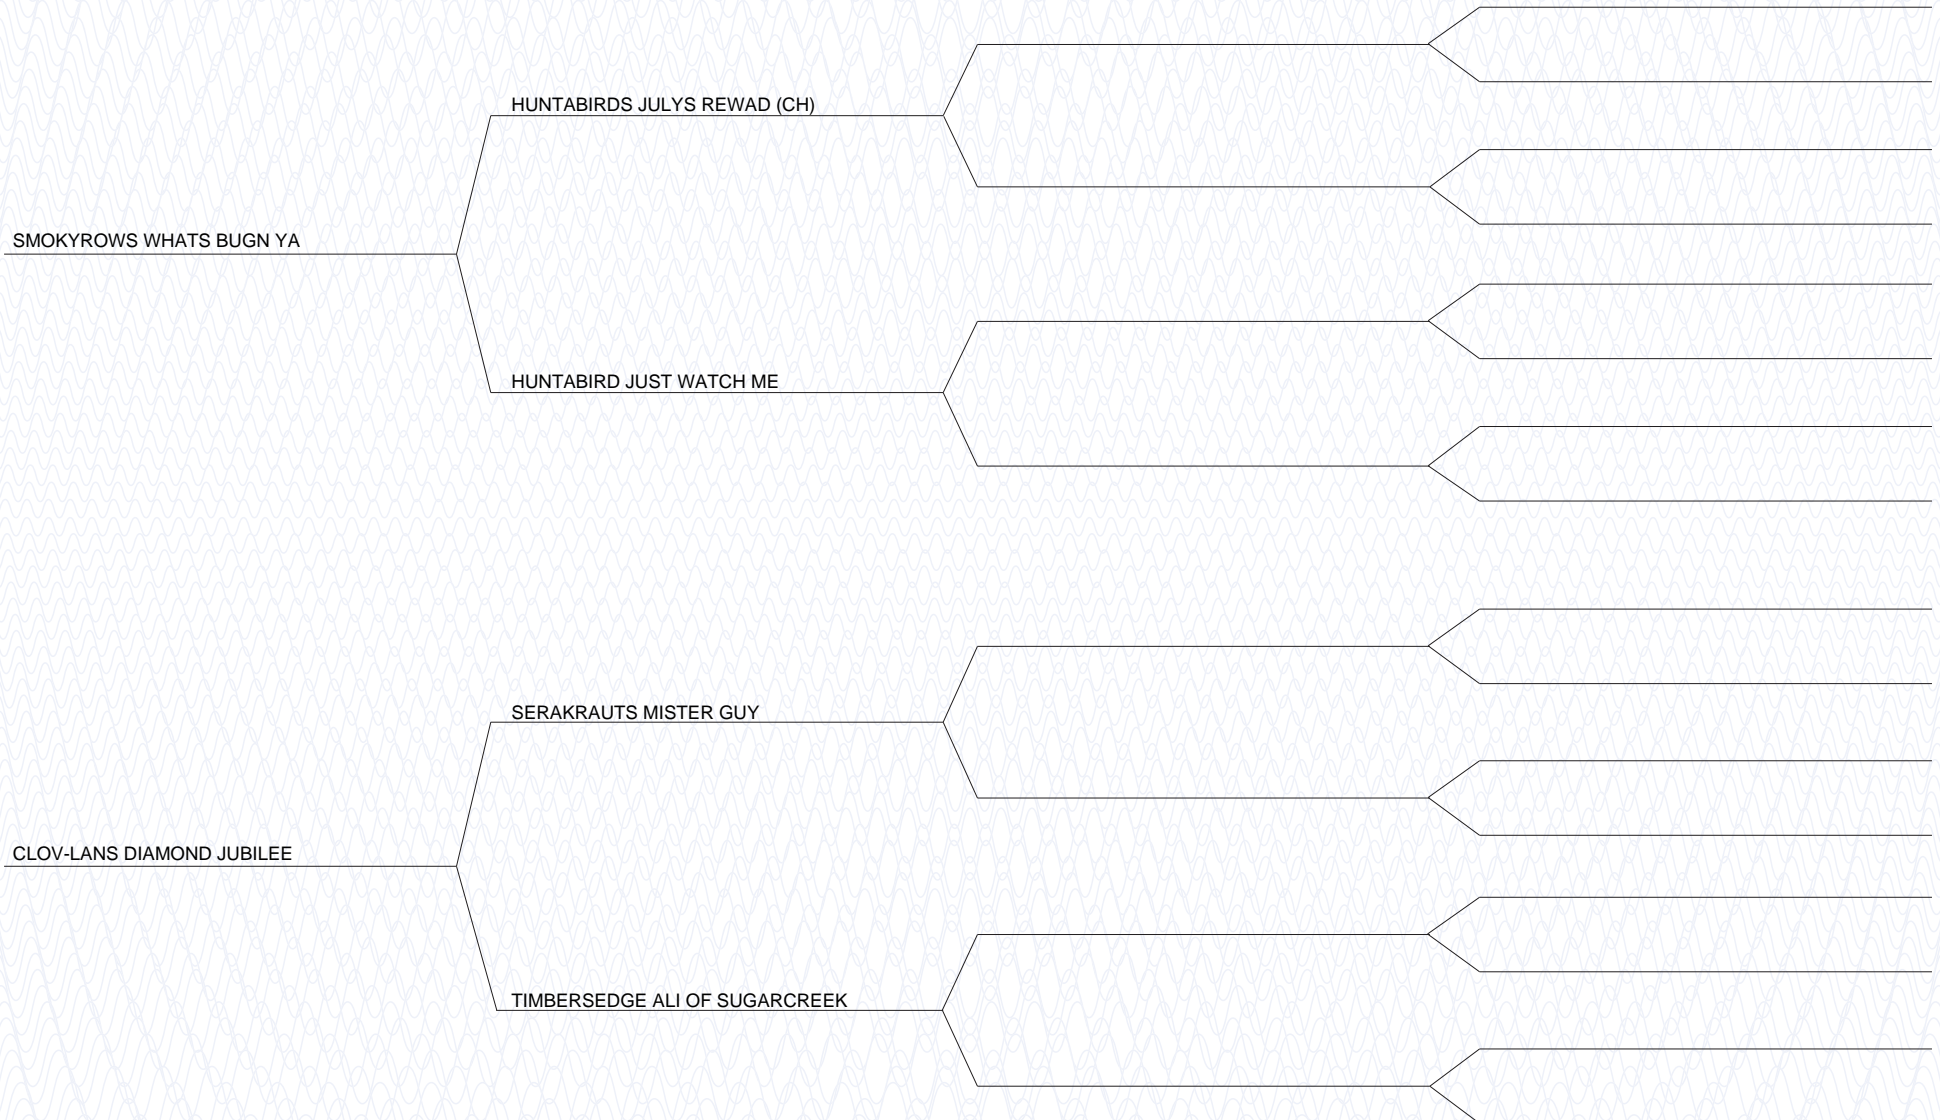 HUNTABIRDS JULYS REWAD (CH)
SMOKYROWS WHATS BUGN YA
HUNTABIRD JUST WATCH ME
SERAKRAUTS MISTER GUY
CLOV-LANS DIAMOND JUBILEE
TIMBERSEDGE ALI OF SUGARCREEK